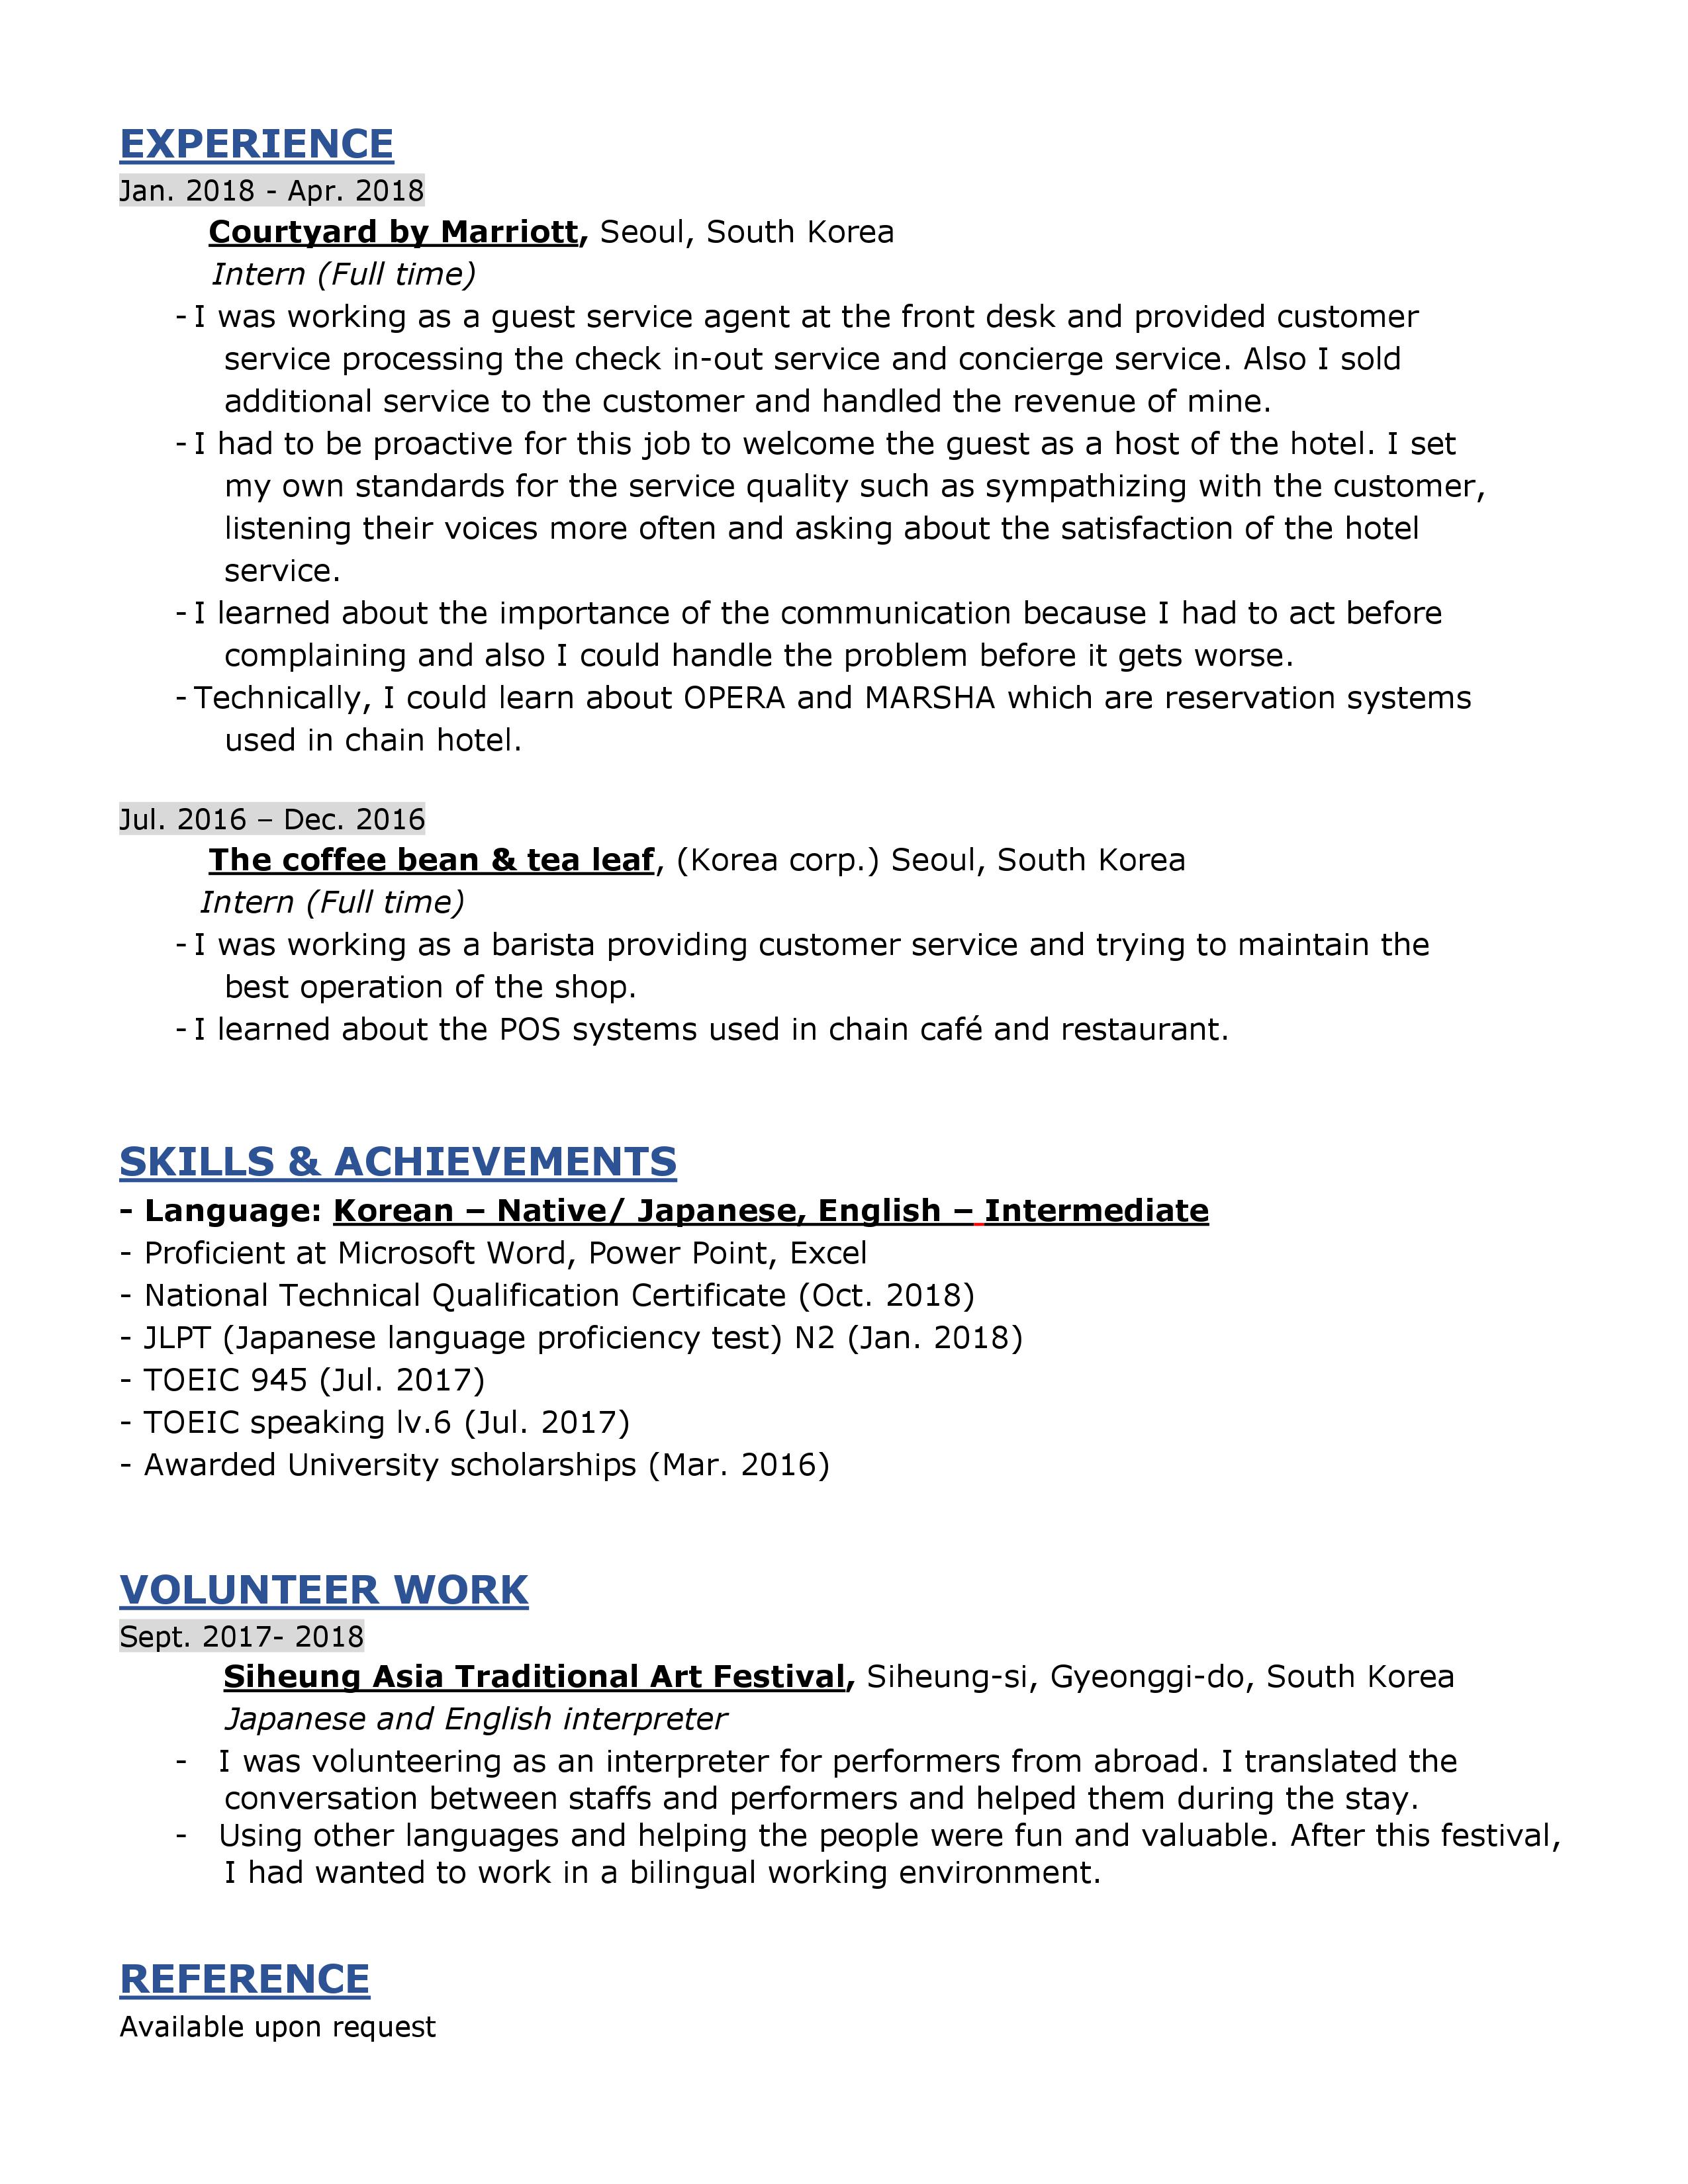 EXPERIENCE
Jan. 2018 - Apr. 2018
Courtyard by Marriott, Seoul, South Korea
Intern (Full time)
- I was working as a guest service agent at the front desk and provided customer
service processing the check in-out service and concierge service. Also I sold
additional service to the customer and handled the revenue of mine.
- I had to be proactive for this job to welcome the guest as a host of the hotel. I set
my own standards for the service quality such as sympathizing with the customer,
listening their voices more often and asking about the satisfaction of the hotel
service.
- I learned about the importance of the communication because I had to act before
complaining and also I could handle the problem before it gets worse.
- Technically, I could learn about OPERA and MARSHA which are reservation systems
used in chain hotel.
Jul. 2016 – Dec. 2016
The coffee bean & tea leaf, (Korea corp.) Seoul, South Korea
Intern (Full time)
- I was working as a barista providing customer service and trying to maintain the
best operation of the shop.
- I learned about the POS systems used in chain café and restaurant.
SKILLS & ACHIEVEMENTS
- Language: Korean – Native/ Japanese, English – Intermediate
- Proficient at Microsoft Word, Power Point, Excel
- National Technical Qualification Certificate (Oct. 2018)
- JLPT (Japanese language proficiency test) N2 (Jan. 2018)
- TOEIC 945 (Jul. 2017)
- TOEIC speaking lv.6 (Jul. 2017)
- Awarded University scholarships (Mar. 2016)
VOLUNTEER WORK
Sept. 2017- 2018
Siheung Asia Traditional Art Festival, Siheung-si, Gyeonggi-do, South Korea
Japanese and English interpreter
- I was volunteering as an interpreter for performers from abroad. I translated the
conversation between staffs and performers and helped them during the stay.
- Using other languages and helping the people were fun and valuable. After this festival,
I had wanted to work in a bilingual working environment.
REFERENCE
Available upon request